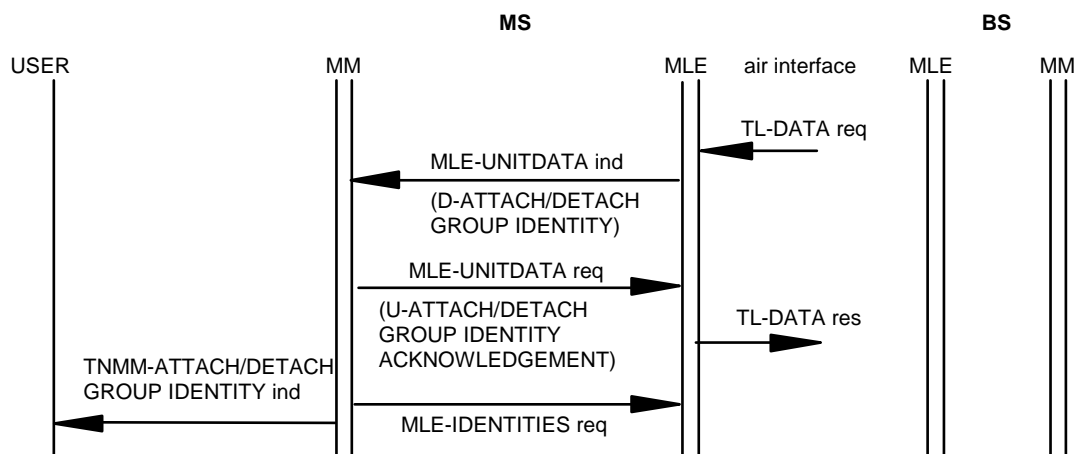 MS
BS
USER
MM
MLE
air interface
MLE
MM
TL-DATA req
MLE-UNITDATA ind
(D-ATTACH/DETACH
GROUP IDENTITY)
MLE-UNITDATA req
(U-ATTACH/DETACH
GROUP IDENTITY
ACKNOWLEDGEMENT)
TL-DATA res
TNMM-ATTACH/DETACH
GROUP IDENTITY ind
MLE-IDENTITIES req